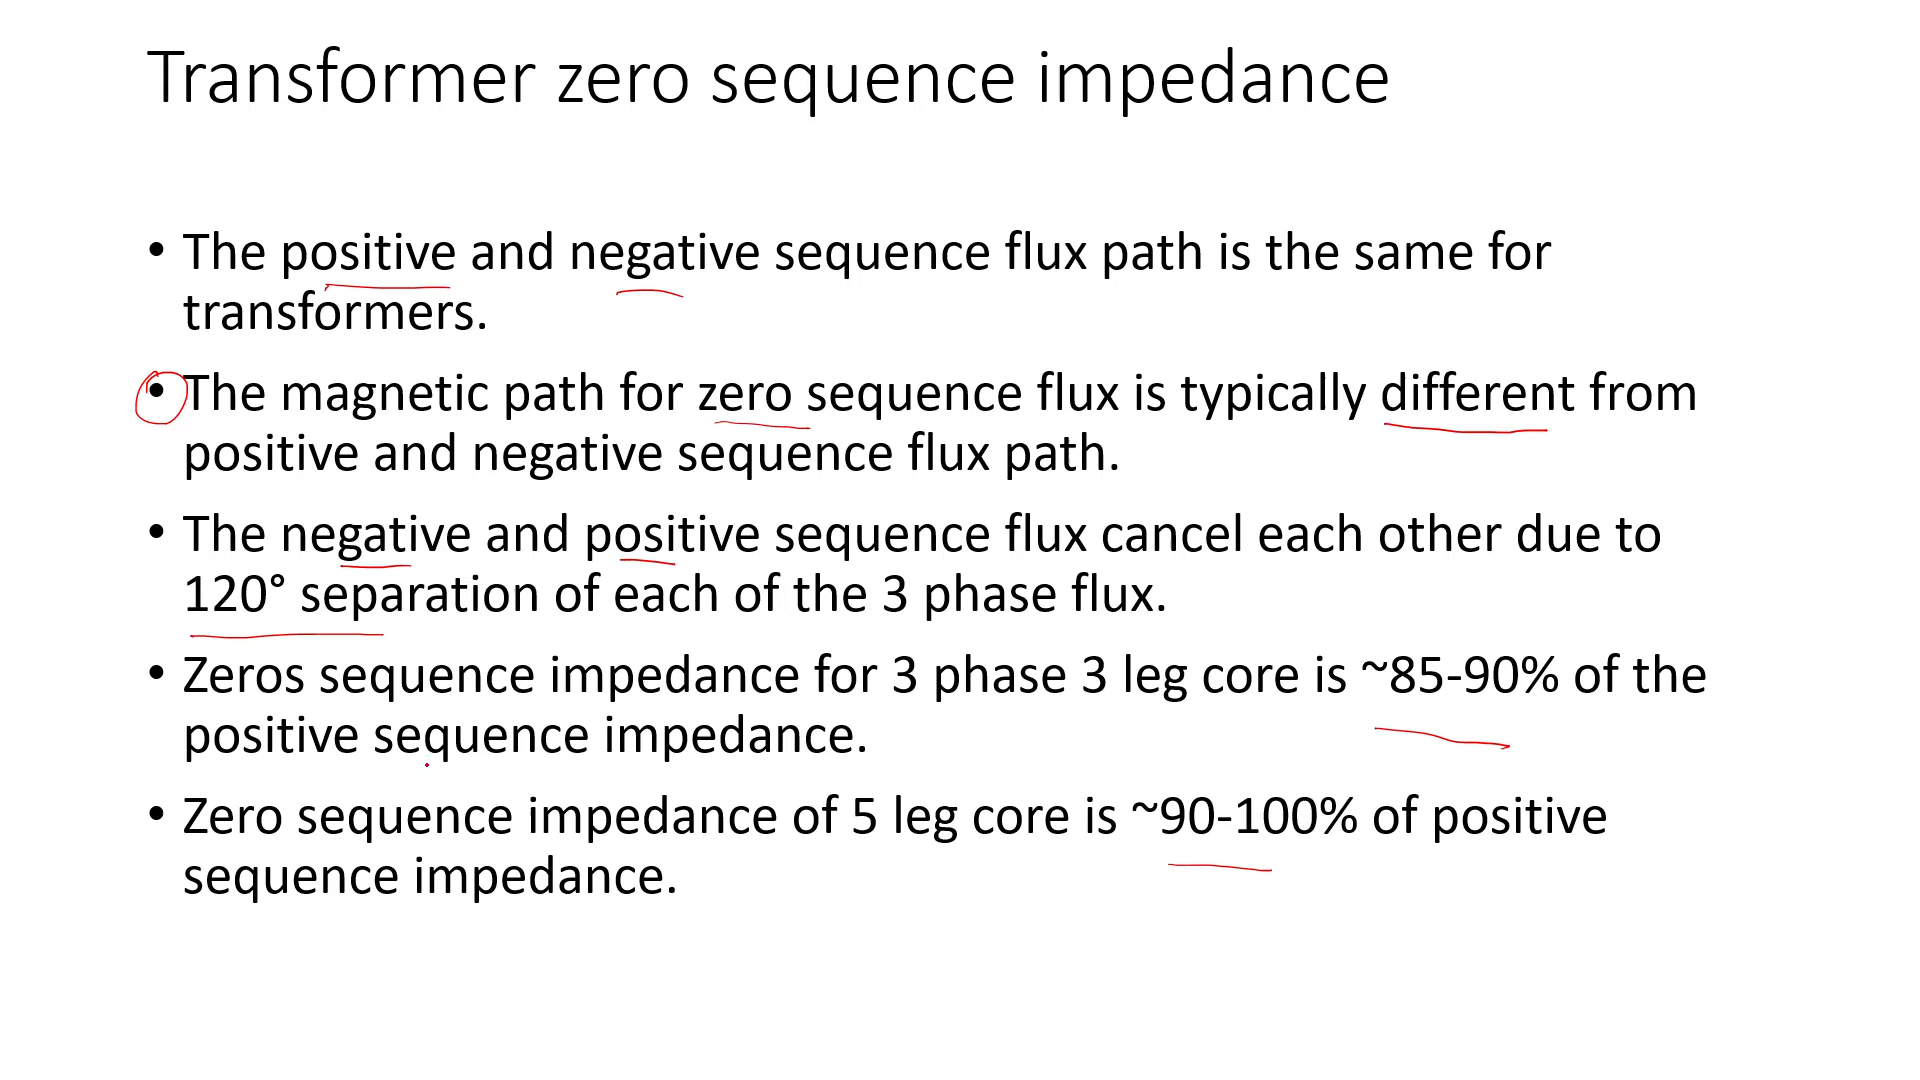 Transformer zero sequence impedance
• The positive and negative sequence flux path is the same for
transformers.
• The magnetic path for zero sequence flux is typically different from
positive and negative sequence flux path.
• The negative and positive sequence flux cancel each other due to
120° separation of each of the 3 phase flux.
• Zeros sequence impedance for 3 phase 3 leg core is ~85-90% of the
positive sequence impedance.
• Zero sequence impedance of 5 leg core is ~90-100% of positive
sequence impedance.